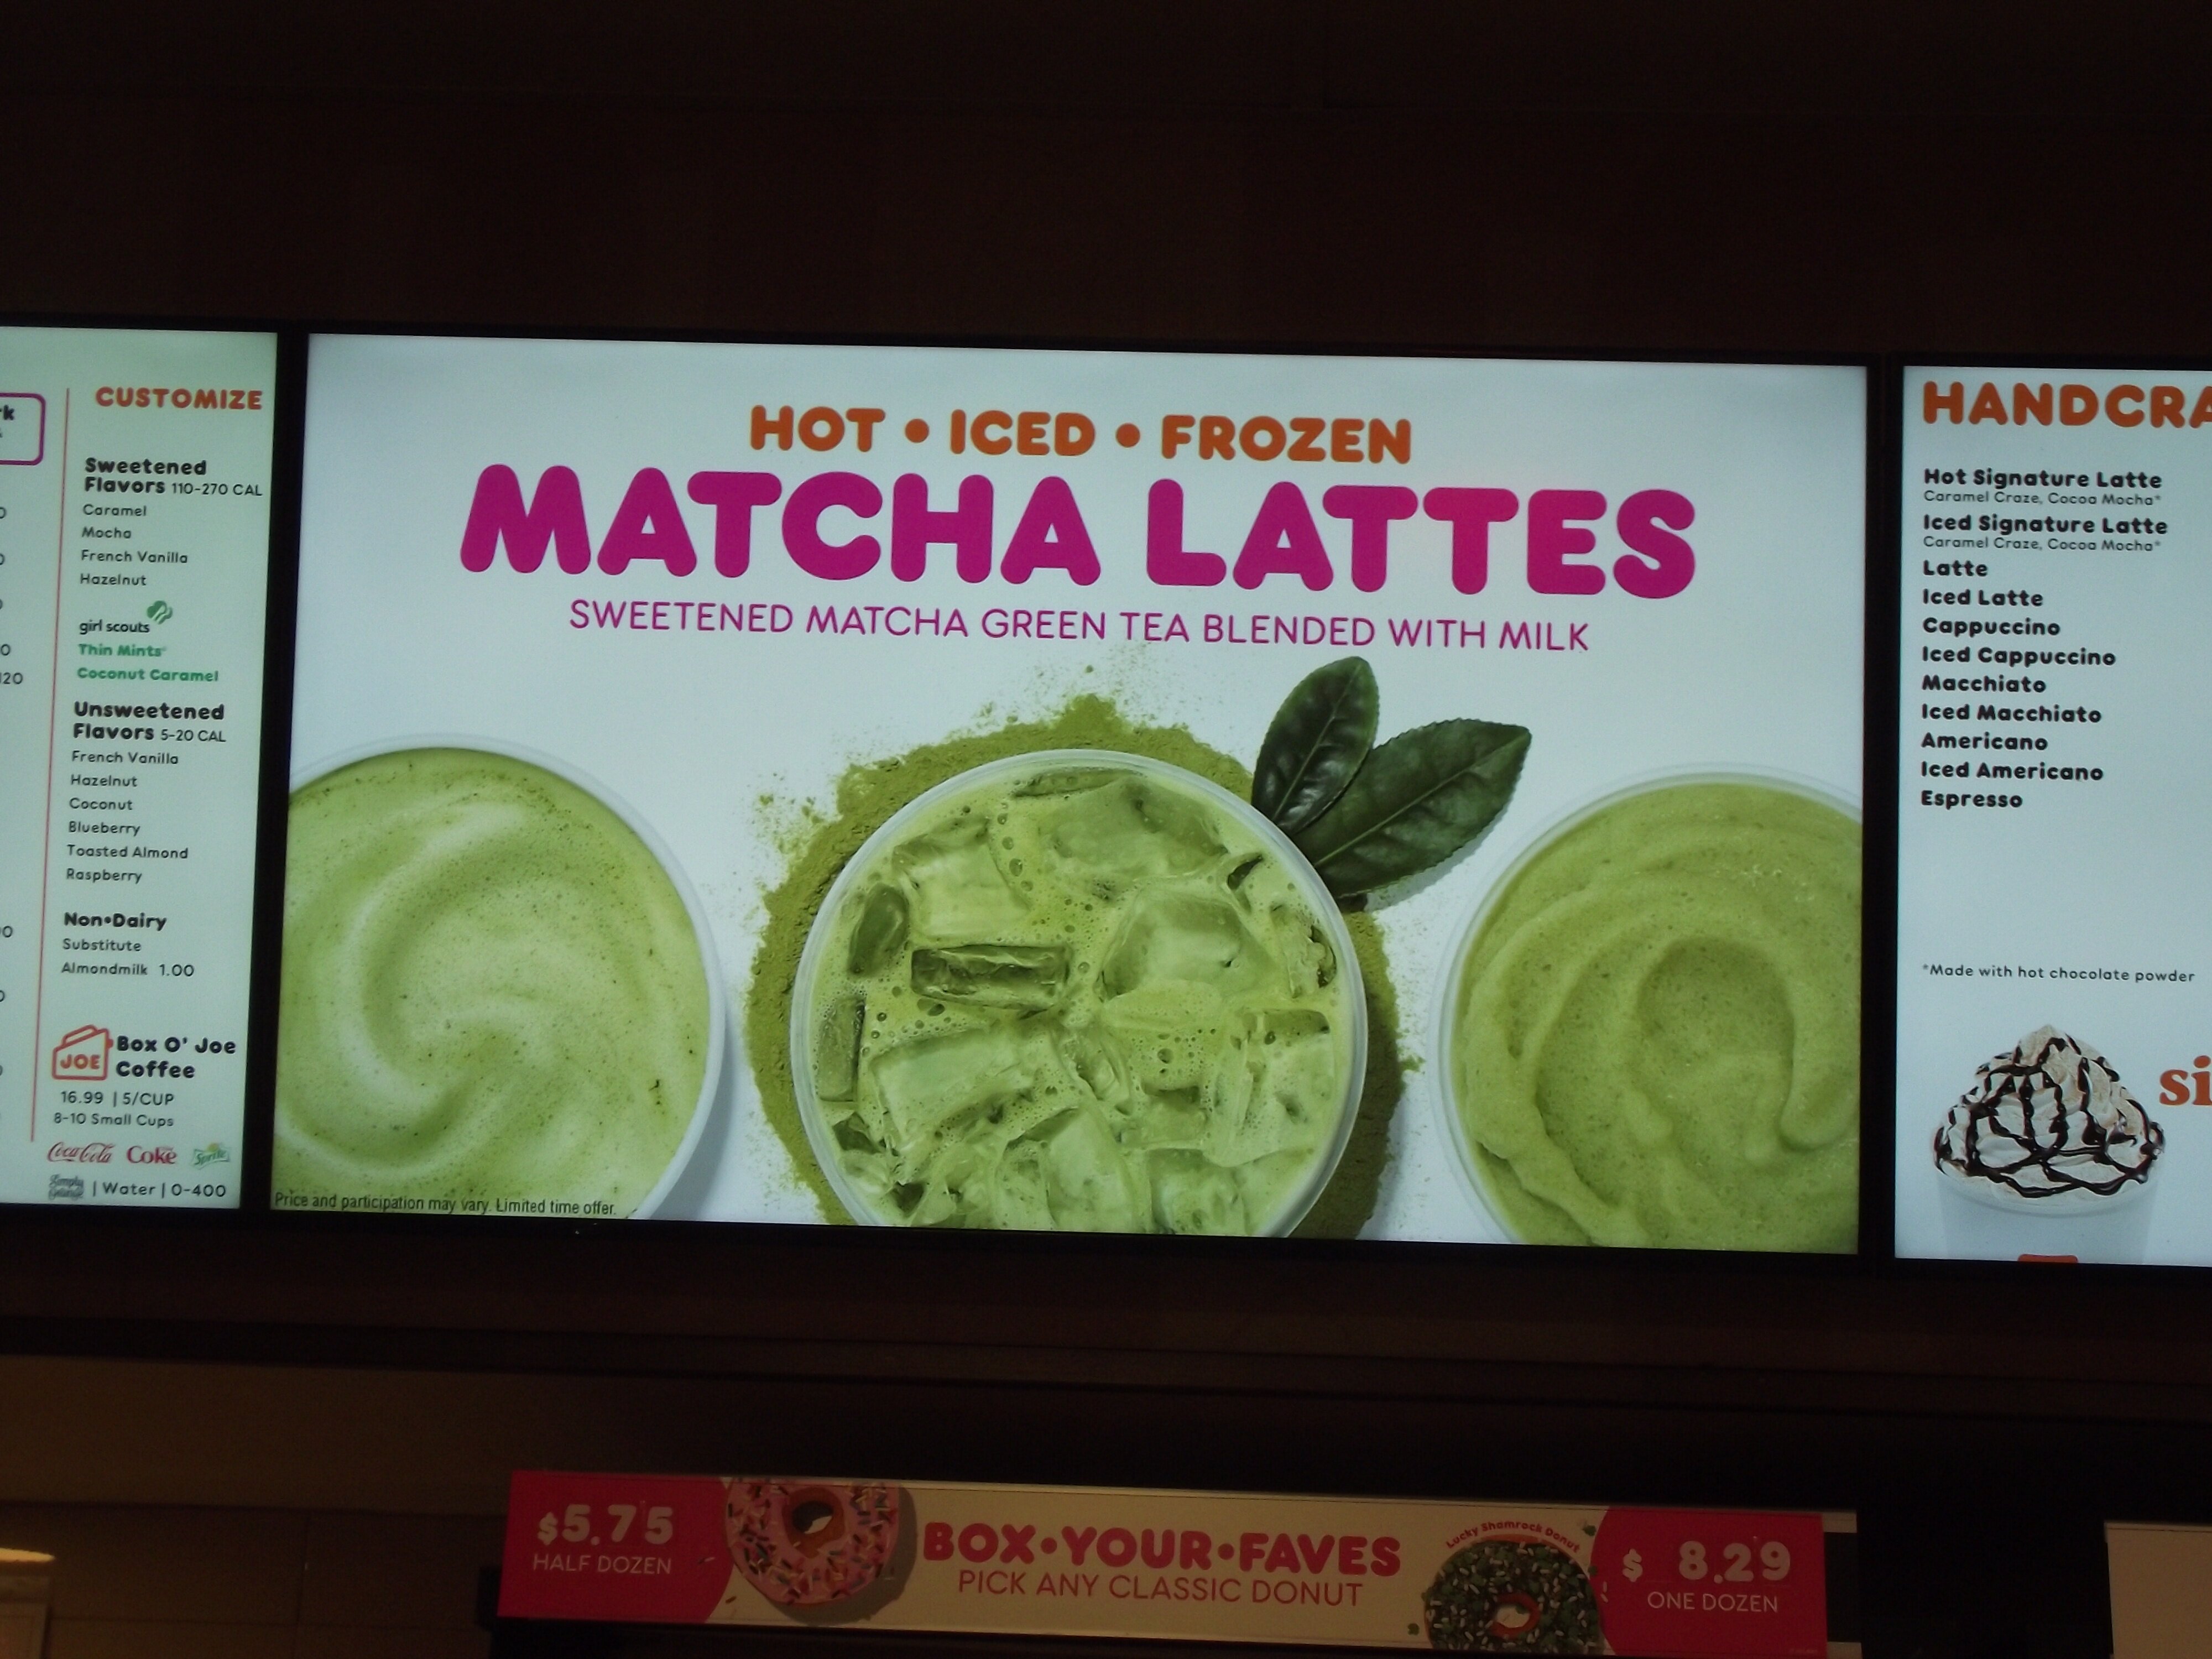 CUSTOMIZE
Sweetened
Flavors 110-270 CAL
Caramel
Mocha
French Vanilla
Hazelnut
girl scouts
Thin Mints
Coconut Caramel
120
Unsweetened
Flavors 5-20 CAL
French Vanilla
Hazelnut
Coconut
Blueberry
Toasted Almond
Raspberry
Non•Dairy
Substitute
Almondmilk 1.00
JOE
Box O' Joe
Coffee
16.99 | 5/CUP
8-10 Small Cups
Coca-Cola Diet Coke Sprite
| Water | 0-400
HOT • ICED • FROZEN
MATCHA LATTES
SWEETENED MATCHA GREEN TEA BLENDED WITH MILK
Price and participation may vary. Limited time offer.
HANDCRA
Hot Signature Latte
Caramel Craze, Cocoa Mocha*
Iced Signature Latte
Caramel Craze, Cocoa Mocha*
Latte
Iced Latte
Cappuccino
Iced Cappuccino
Macchiato
Iced Macchiato
Americano
Iced Americano
Espresso
*Made with hot chocolate powder
si
$5.75
HALF DOZEN
BOX•YOUR•FAVES
PICK ANY CLASSIC DONUT
Lucky Shamrock Donut
$ 8.29
ONE DOZEN